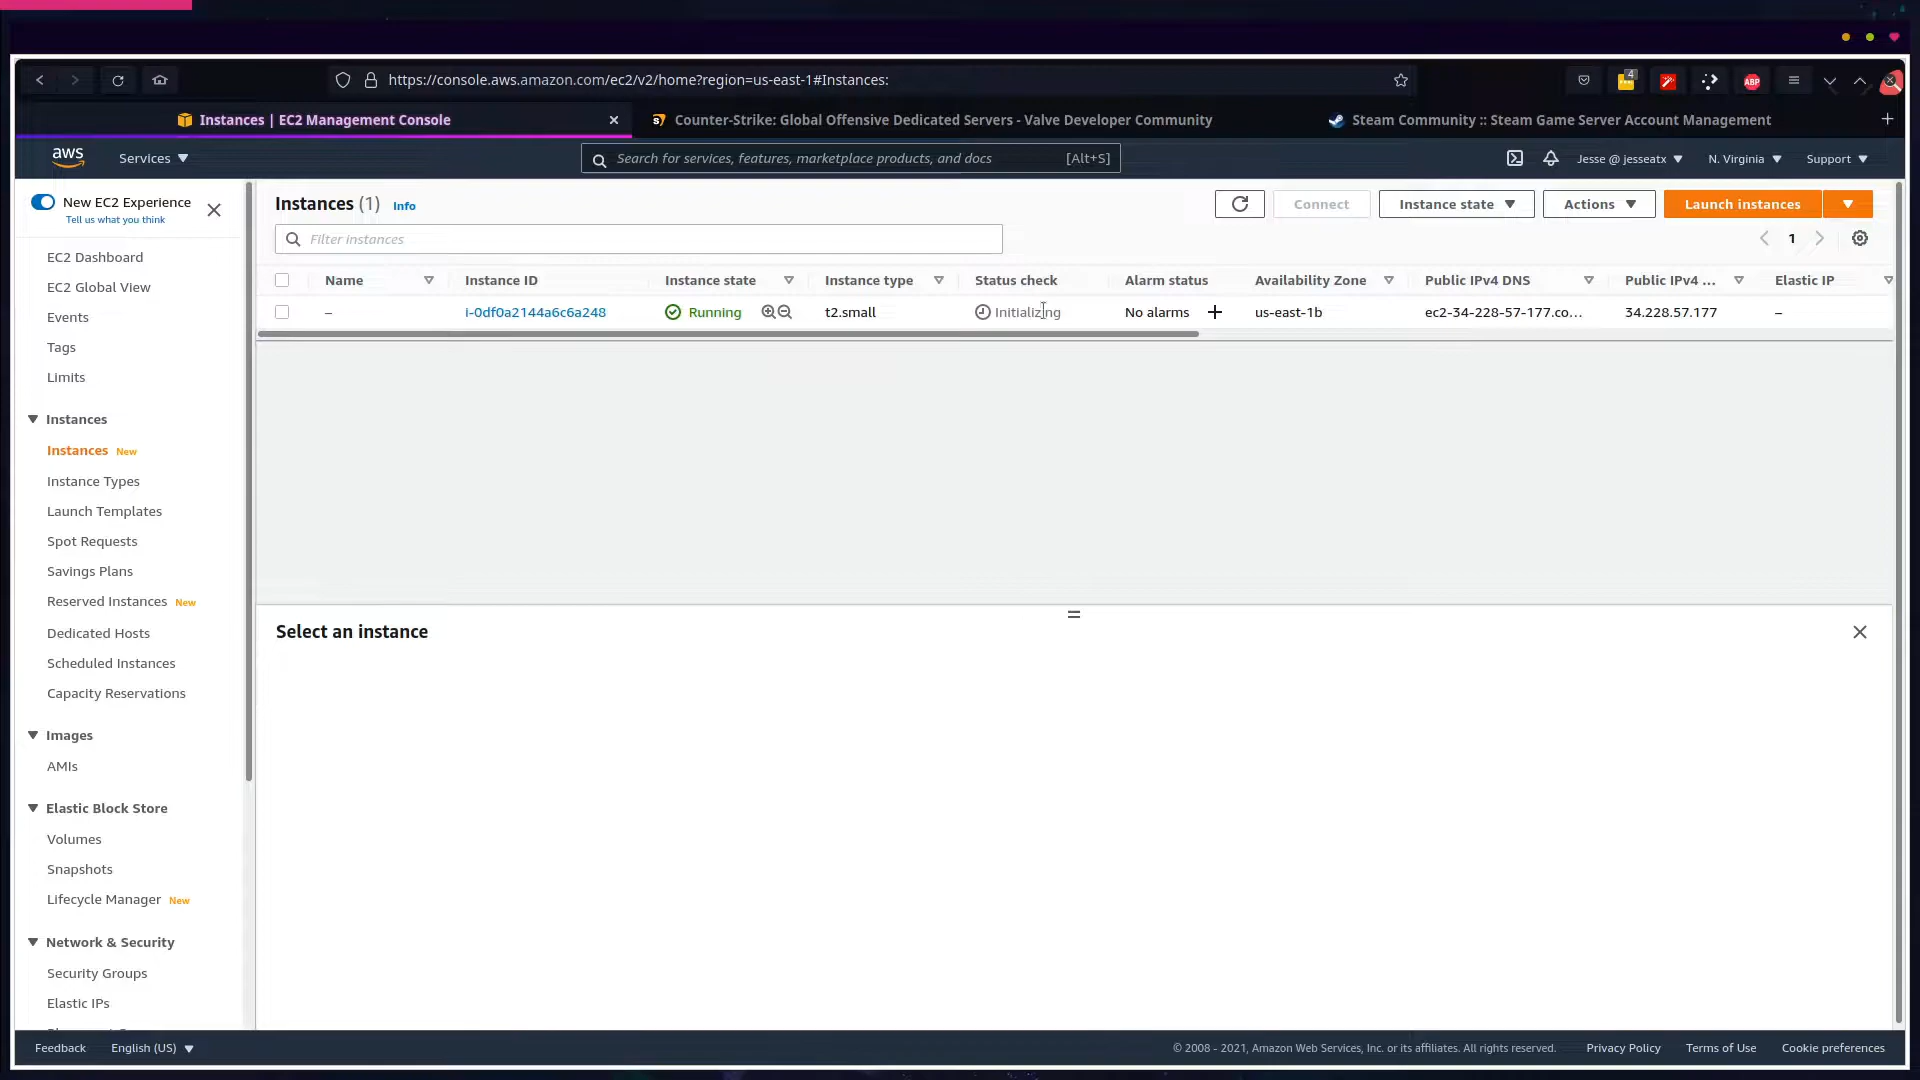 https://console.aws.amazon.com/ec2/v2/home?region=us-east-1#Instances:
4
ABP
Instances | EC2 Management Console
Counter-Strike: Global Offensive Dedicated Servers - Valve Developer Community
Steam Community :: Steam Game Server Account Management
aws
Services
Search for services, features, marketplace products, and docs
[Alt+S]
Jesse @ jesseatx
N. Virginia
Support
New EC2 Experience
Tell us what you think
EC2 Dashboard
EC2 Global View
Events
Tags
Limits
Instances
Instances New
Instance Types
Launch Templates
Spot Requests
Savings Plans
Reserved Instances New
Dedicated Hosts
Scheduled Instances
Capacity Reservations
Images
AMIs
Elastic Block Store
Volumes
Snapshots
Lifecycle Manager New
Network & Security
Security Groups
Elastic IPs
Instances (1) Info
Connect
Instance state
Actions
Launch instances
Filter instances
1
Name Instance ID Instance state Instance type Status check Alarm status Availability Zone Public IPv4 DNS Public IPv4 ... Elastic IP
– i-0df0a2144a6c6a248 Running t2.small Initializing No alarms + us-east-1b ec2-34-228-57-177.co... 34.228.57.177 –
Select an instance
Feedback
English (US)
© 2008 - 2021, Amazon Web Services, Inc. or its affiliates. All rights reserved.
Privacy Policy
Terms of Use
Cookie preferences